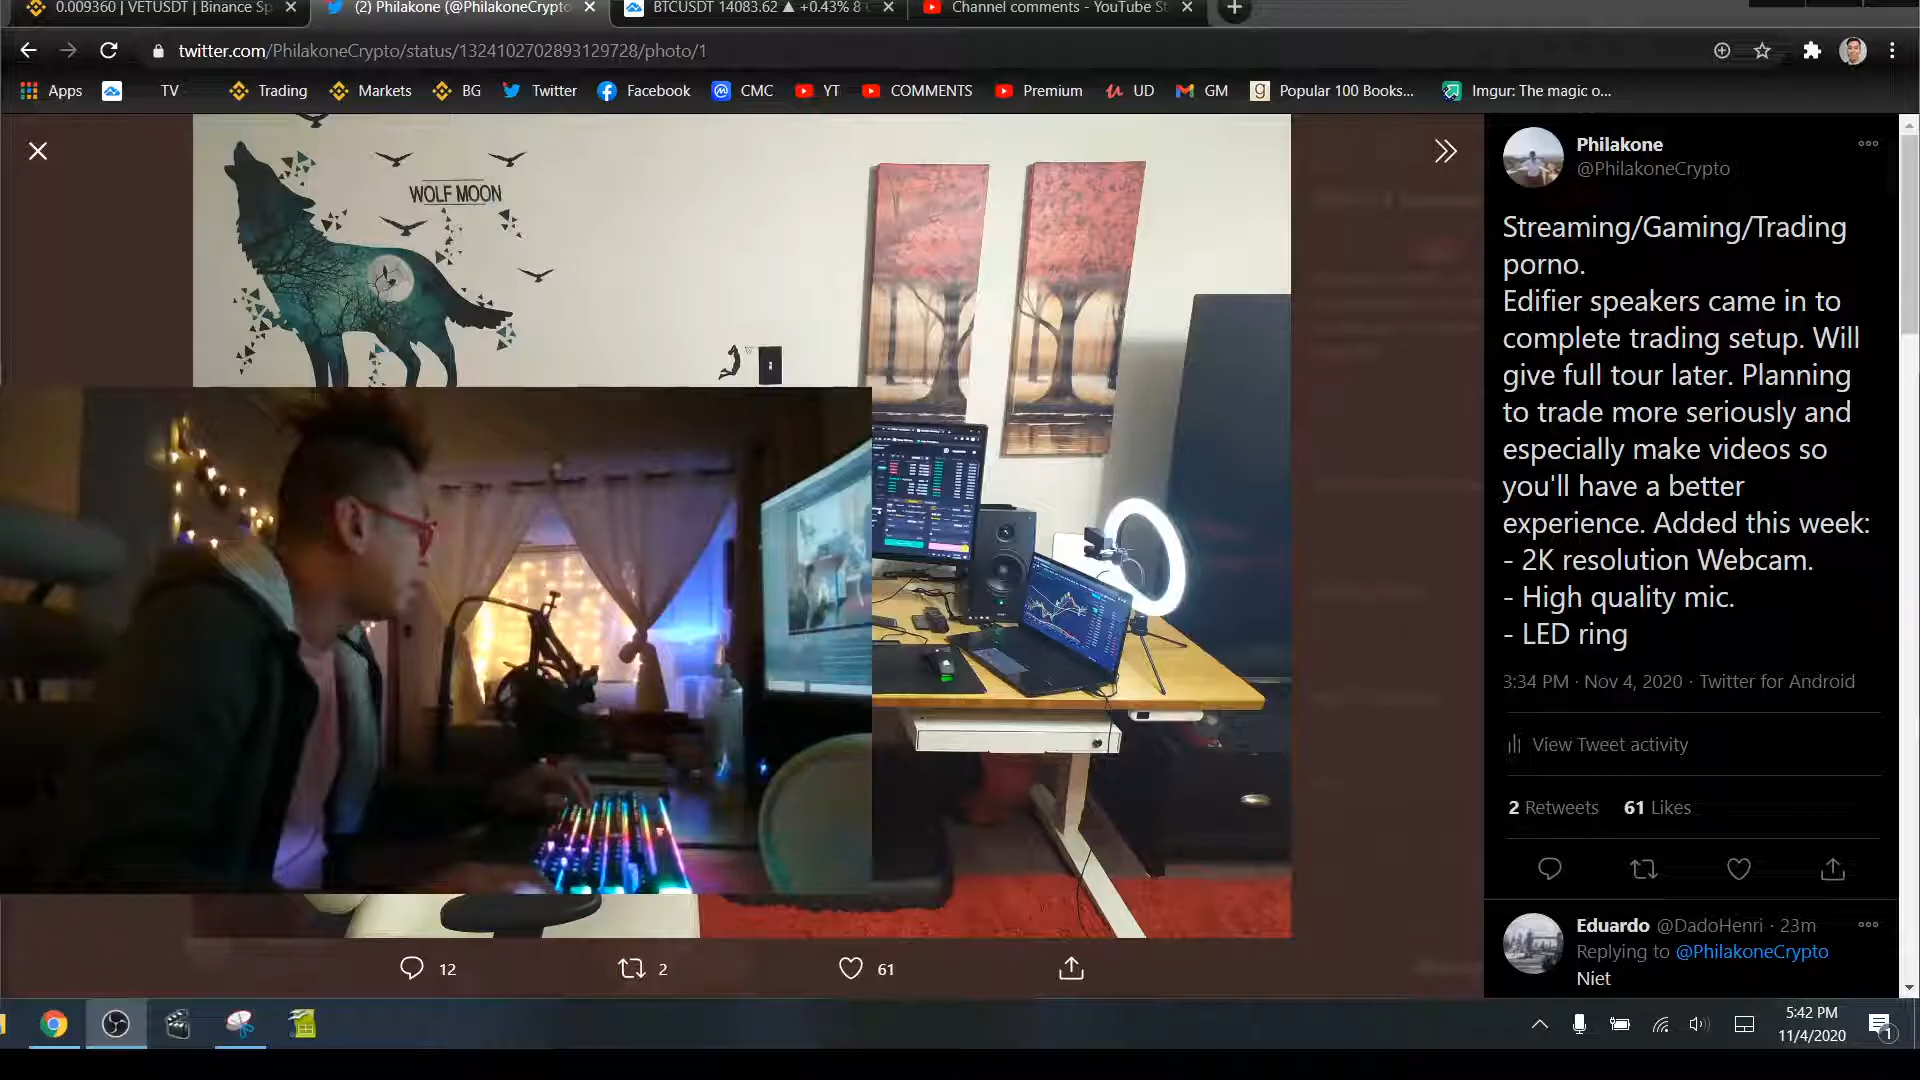 0.009360 | VETUSDT | Binance Sp
(2) Philakone (@PhilakoneCrypto
BTCUSDT 14083.62 ▲ +0.43% 8
Channel comments - YouTube St
twitter.com/PhilakoneCrypto/status/1324102702893129728/photo/1
Apps
TV
Trading
Markets
BG
Twitter
Facebook
CMC
YT
COMMENTS
Premium
UD
GM
Popular 100 Books...
Imgur: The magic o...
WOLF MOON
Philakone
@PhilakoneCrypto
Streaming/Gaming/Trading
porno.
Edifier speakers came in to
complete trading setup. Will
give full tour later. Planning
to trade more seriously and
especially make videos so
you'll have a better
experience. Added this week:
- 2K resolution Webcam.
- High quality mic.
- LED ring
3:34 PM · Nov 4, 2020 · Twitter for Android
View Tweet activity
2 Retweets 61 Likes
Eduardo @DadoHenri · 23m
Replying to @PhilakoneCrypto
Niet
12
2
61
5:42 PM
11/4/2020
1